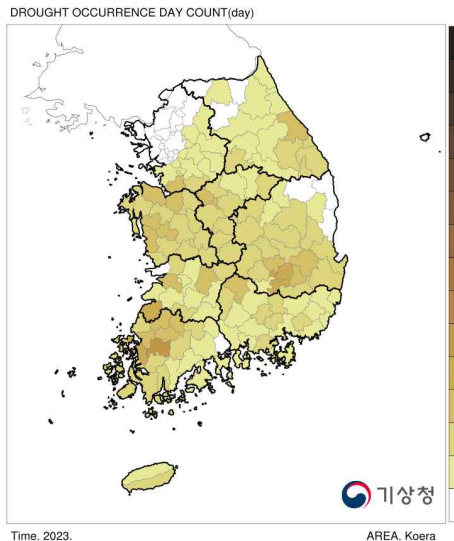 DROUGHT OCCURRENCE DAY COUNT(day)
기상청
Time. 2023.
AREA. Koera